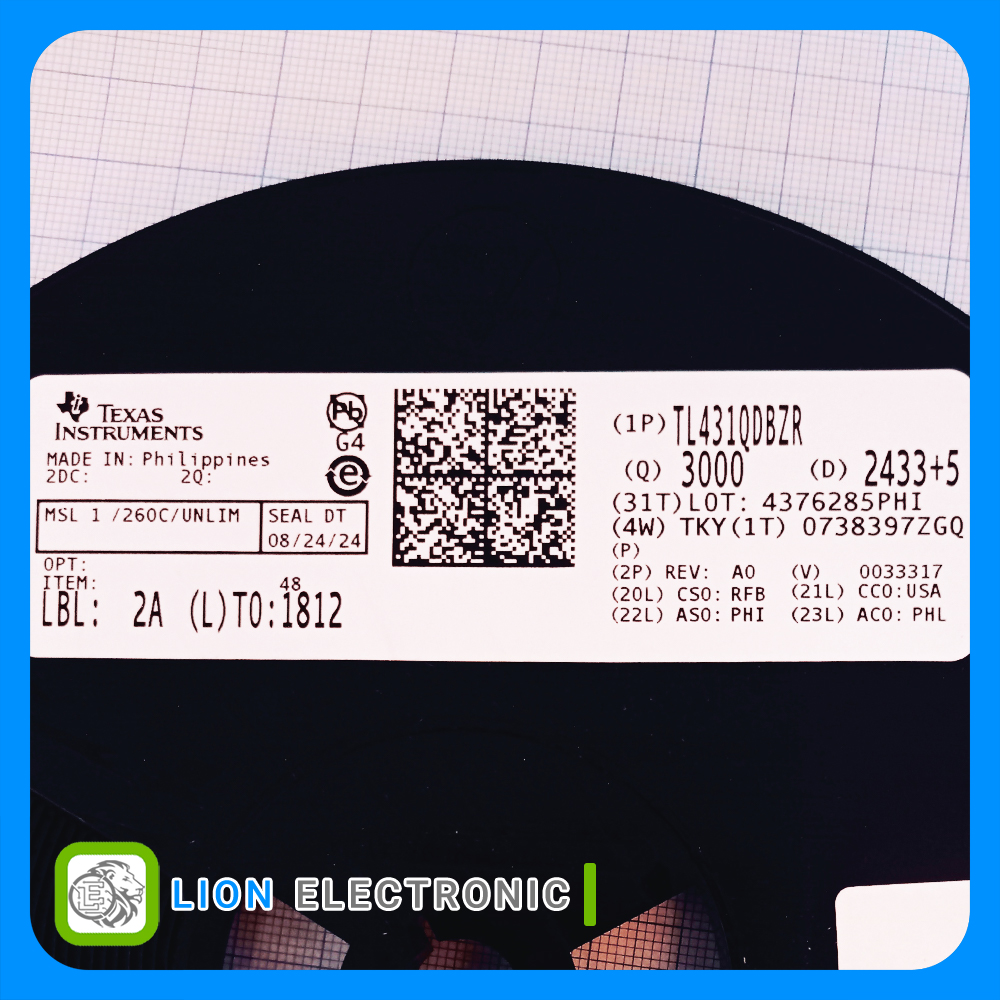 TEXAS
INSTRUMENTS
MADE IN: Philippines
2DC: 2Q:
Pb
G4
e
MSL 1 /260C/UNLIM
SEAL DT
08/24/24
OPT:
ITEM:
48
LBL: 2A (L)TO:1812
(1P) TL431QDBZR
(Q) 3000 (D) 2433+5
(31T)LOT: 4376285PHI
(4W) TKY(1T) 0738397ZGQ
(P)
(2P) REV: A0 (V) 0033317
(20L) CSO: RFB (21L) CCO:USA
(22L) ASO: PHI (23L) ACO: PHL
LE
LION ELECTRONIC